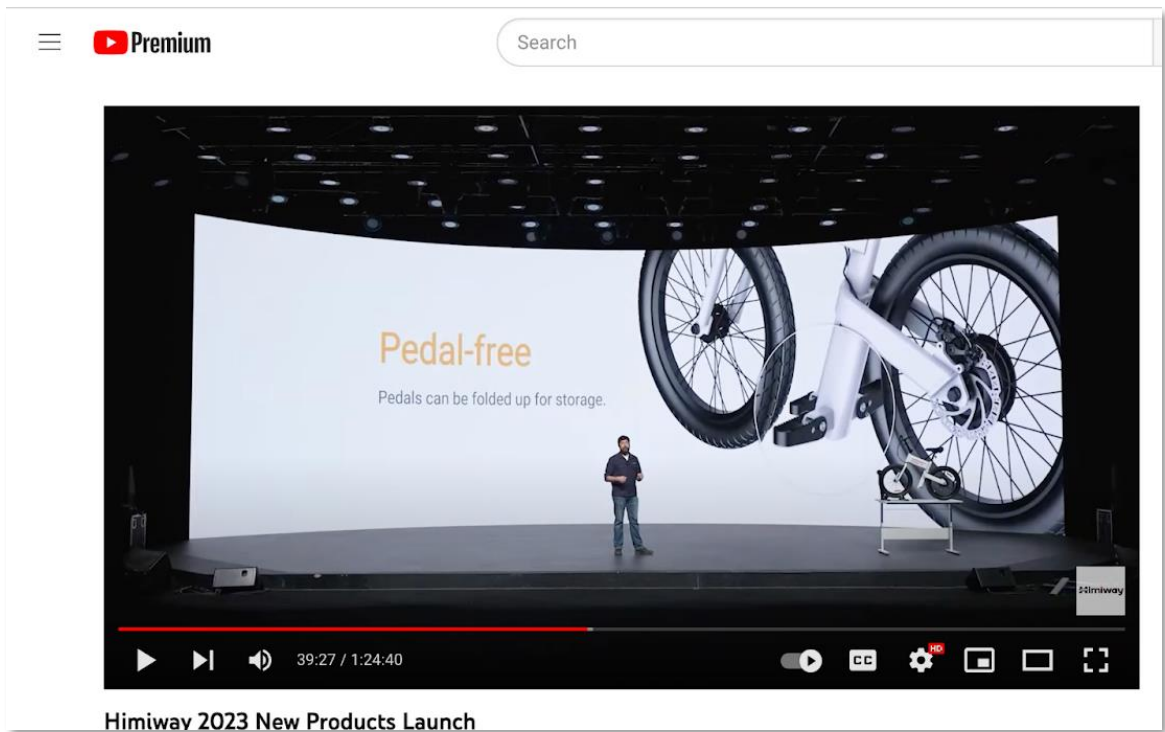 Premium
Search
Pedal-free
Pedals can be folded up for storage.
Himiway
39:27 / 1:24:40
CC
HD
Himiway 2023 New Products Launch